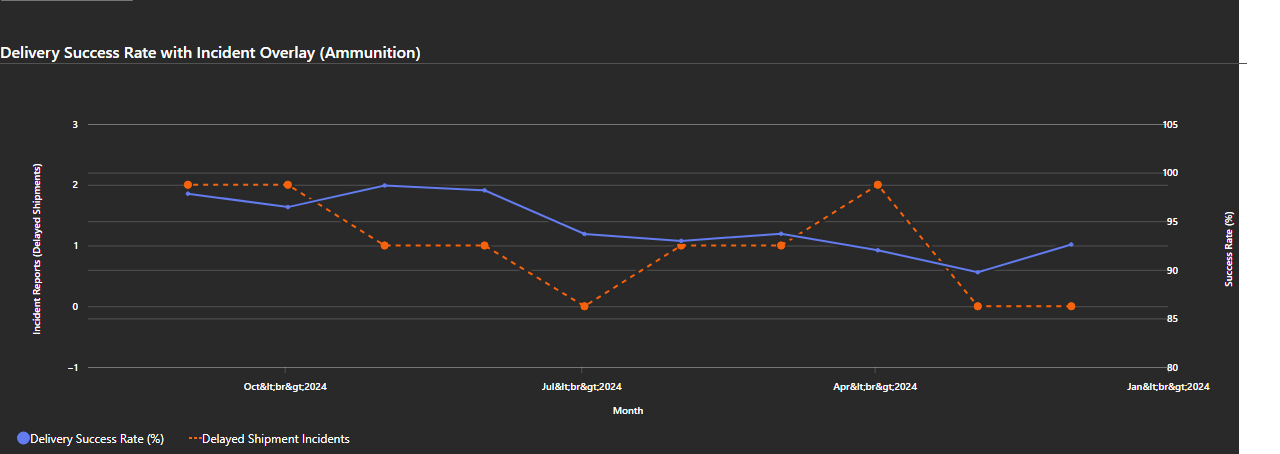 Delivery Success Rate with Incident Overlay (Ammunition)
3
105
2
100
95
1
90
0
85
−1
80
Incident Reports (Delayed Shipments)
Success Rate (%)
Oct&lt;br&gt;2024
Jul&lt;br&gt;2024
Apr&lt;br&gt;2024
Jan&lt;br&gt;2024
Month
Delivery Success Rate (%)
Delayed Shipment Incidents